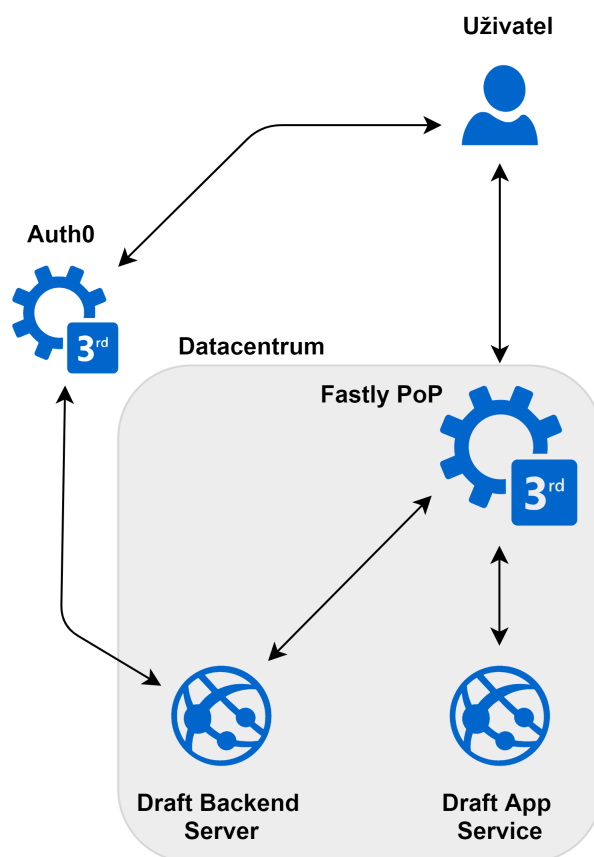 Uživatel
Auth0
3rd
Datacentrum
Fastly PoP
3rd
Draft Backend
Server
Draft App
Service